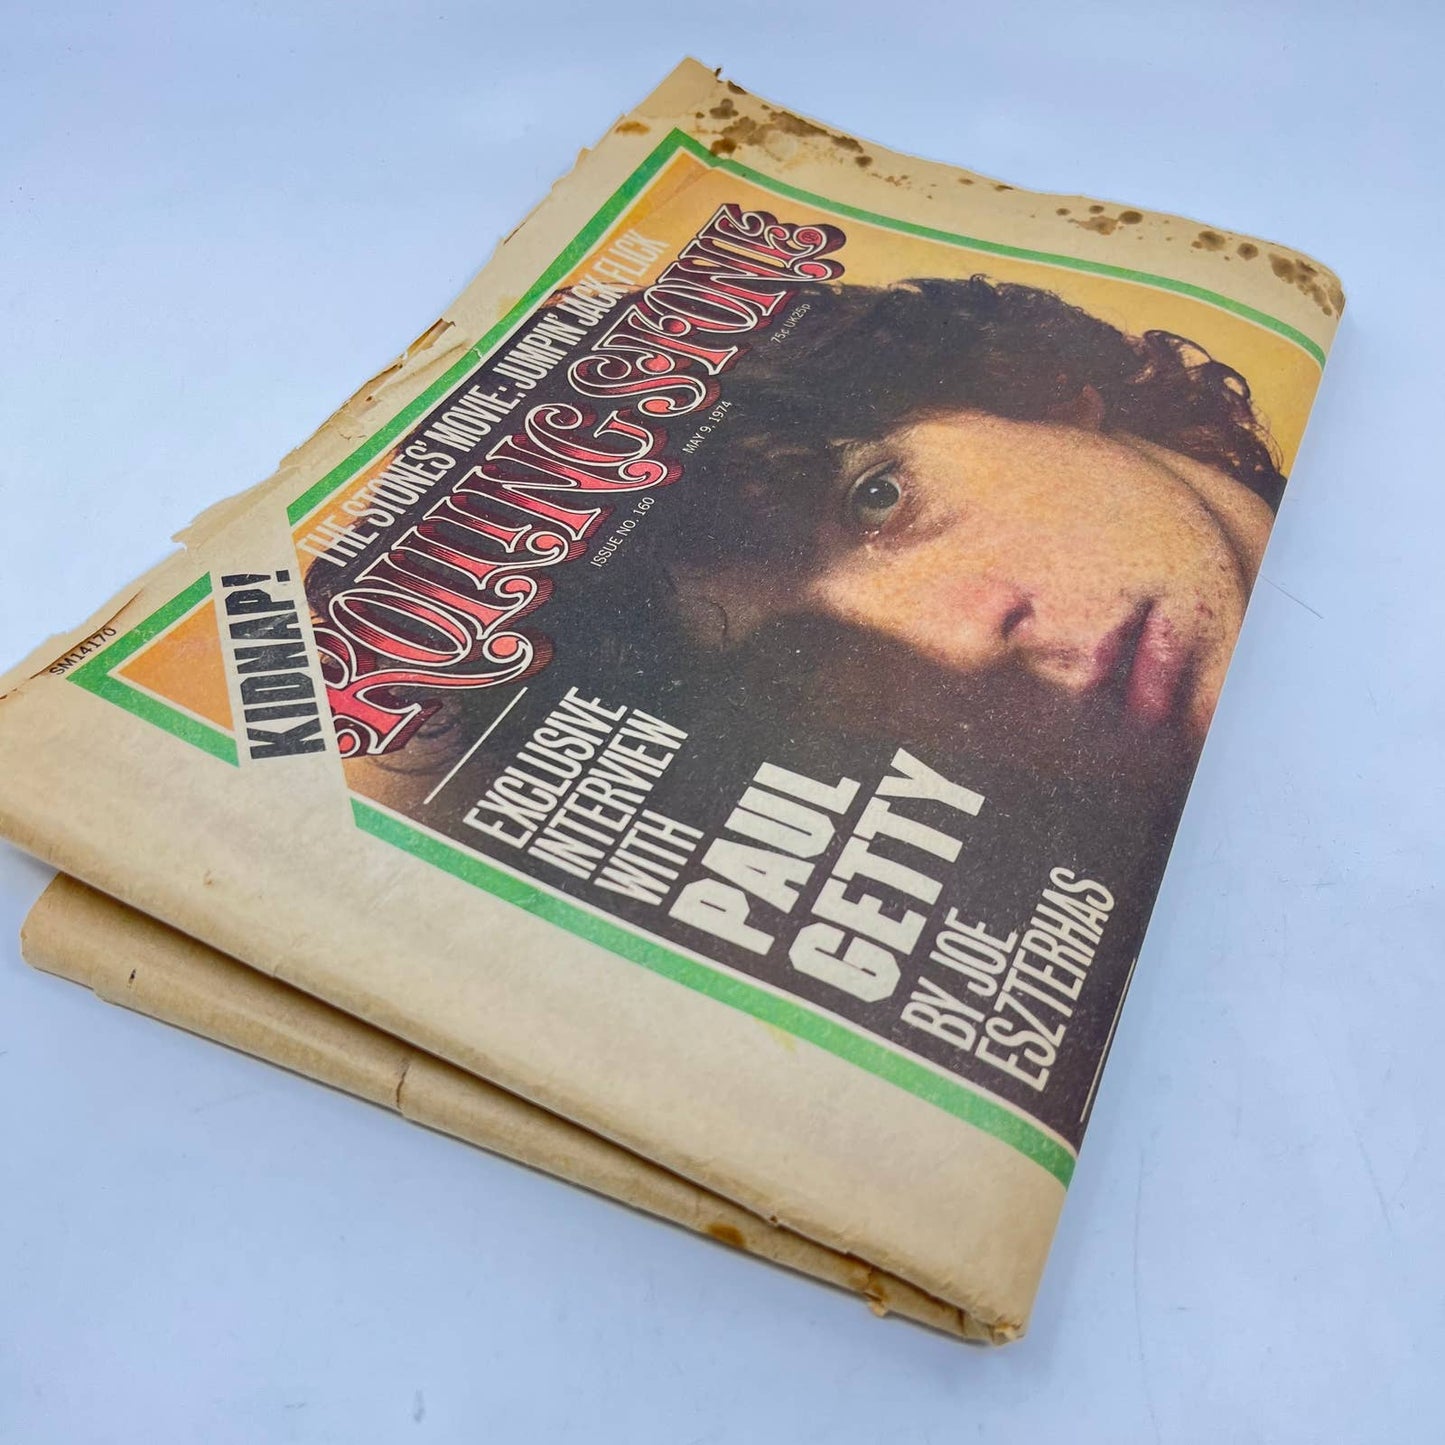 SM14170
KIDNAP!
THE STONES' MOVIE: JUMPIN' JACK FLICK
ROLLING STONE®
ISSUE NO. 160
MAY 9, 1974
75¢ UK25p
EXCLUSIVE
INTERVIEW
WITH
PAUL
GETTY
BY JOE
ESZTERHAS